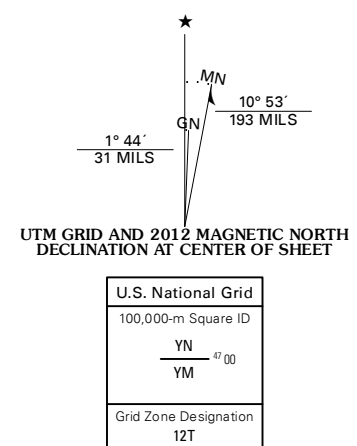 ★
MN
GN
10° 53´
193 MILS
1° 44´
31 MILS
UTM GRID AND 2012 MAGNETIC NORTH
DECLINATION AT CENTER OF SHEET
U.S. National Grid
100,000-m Square ID
YN
47 00
YM
Grid Zone Designation
12T